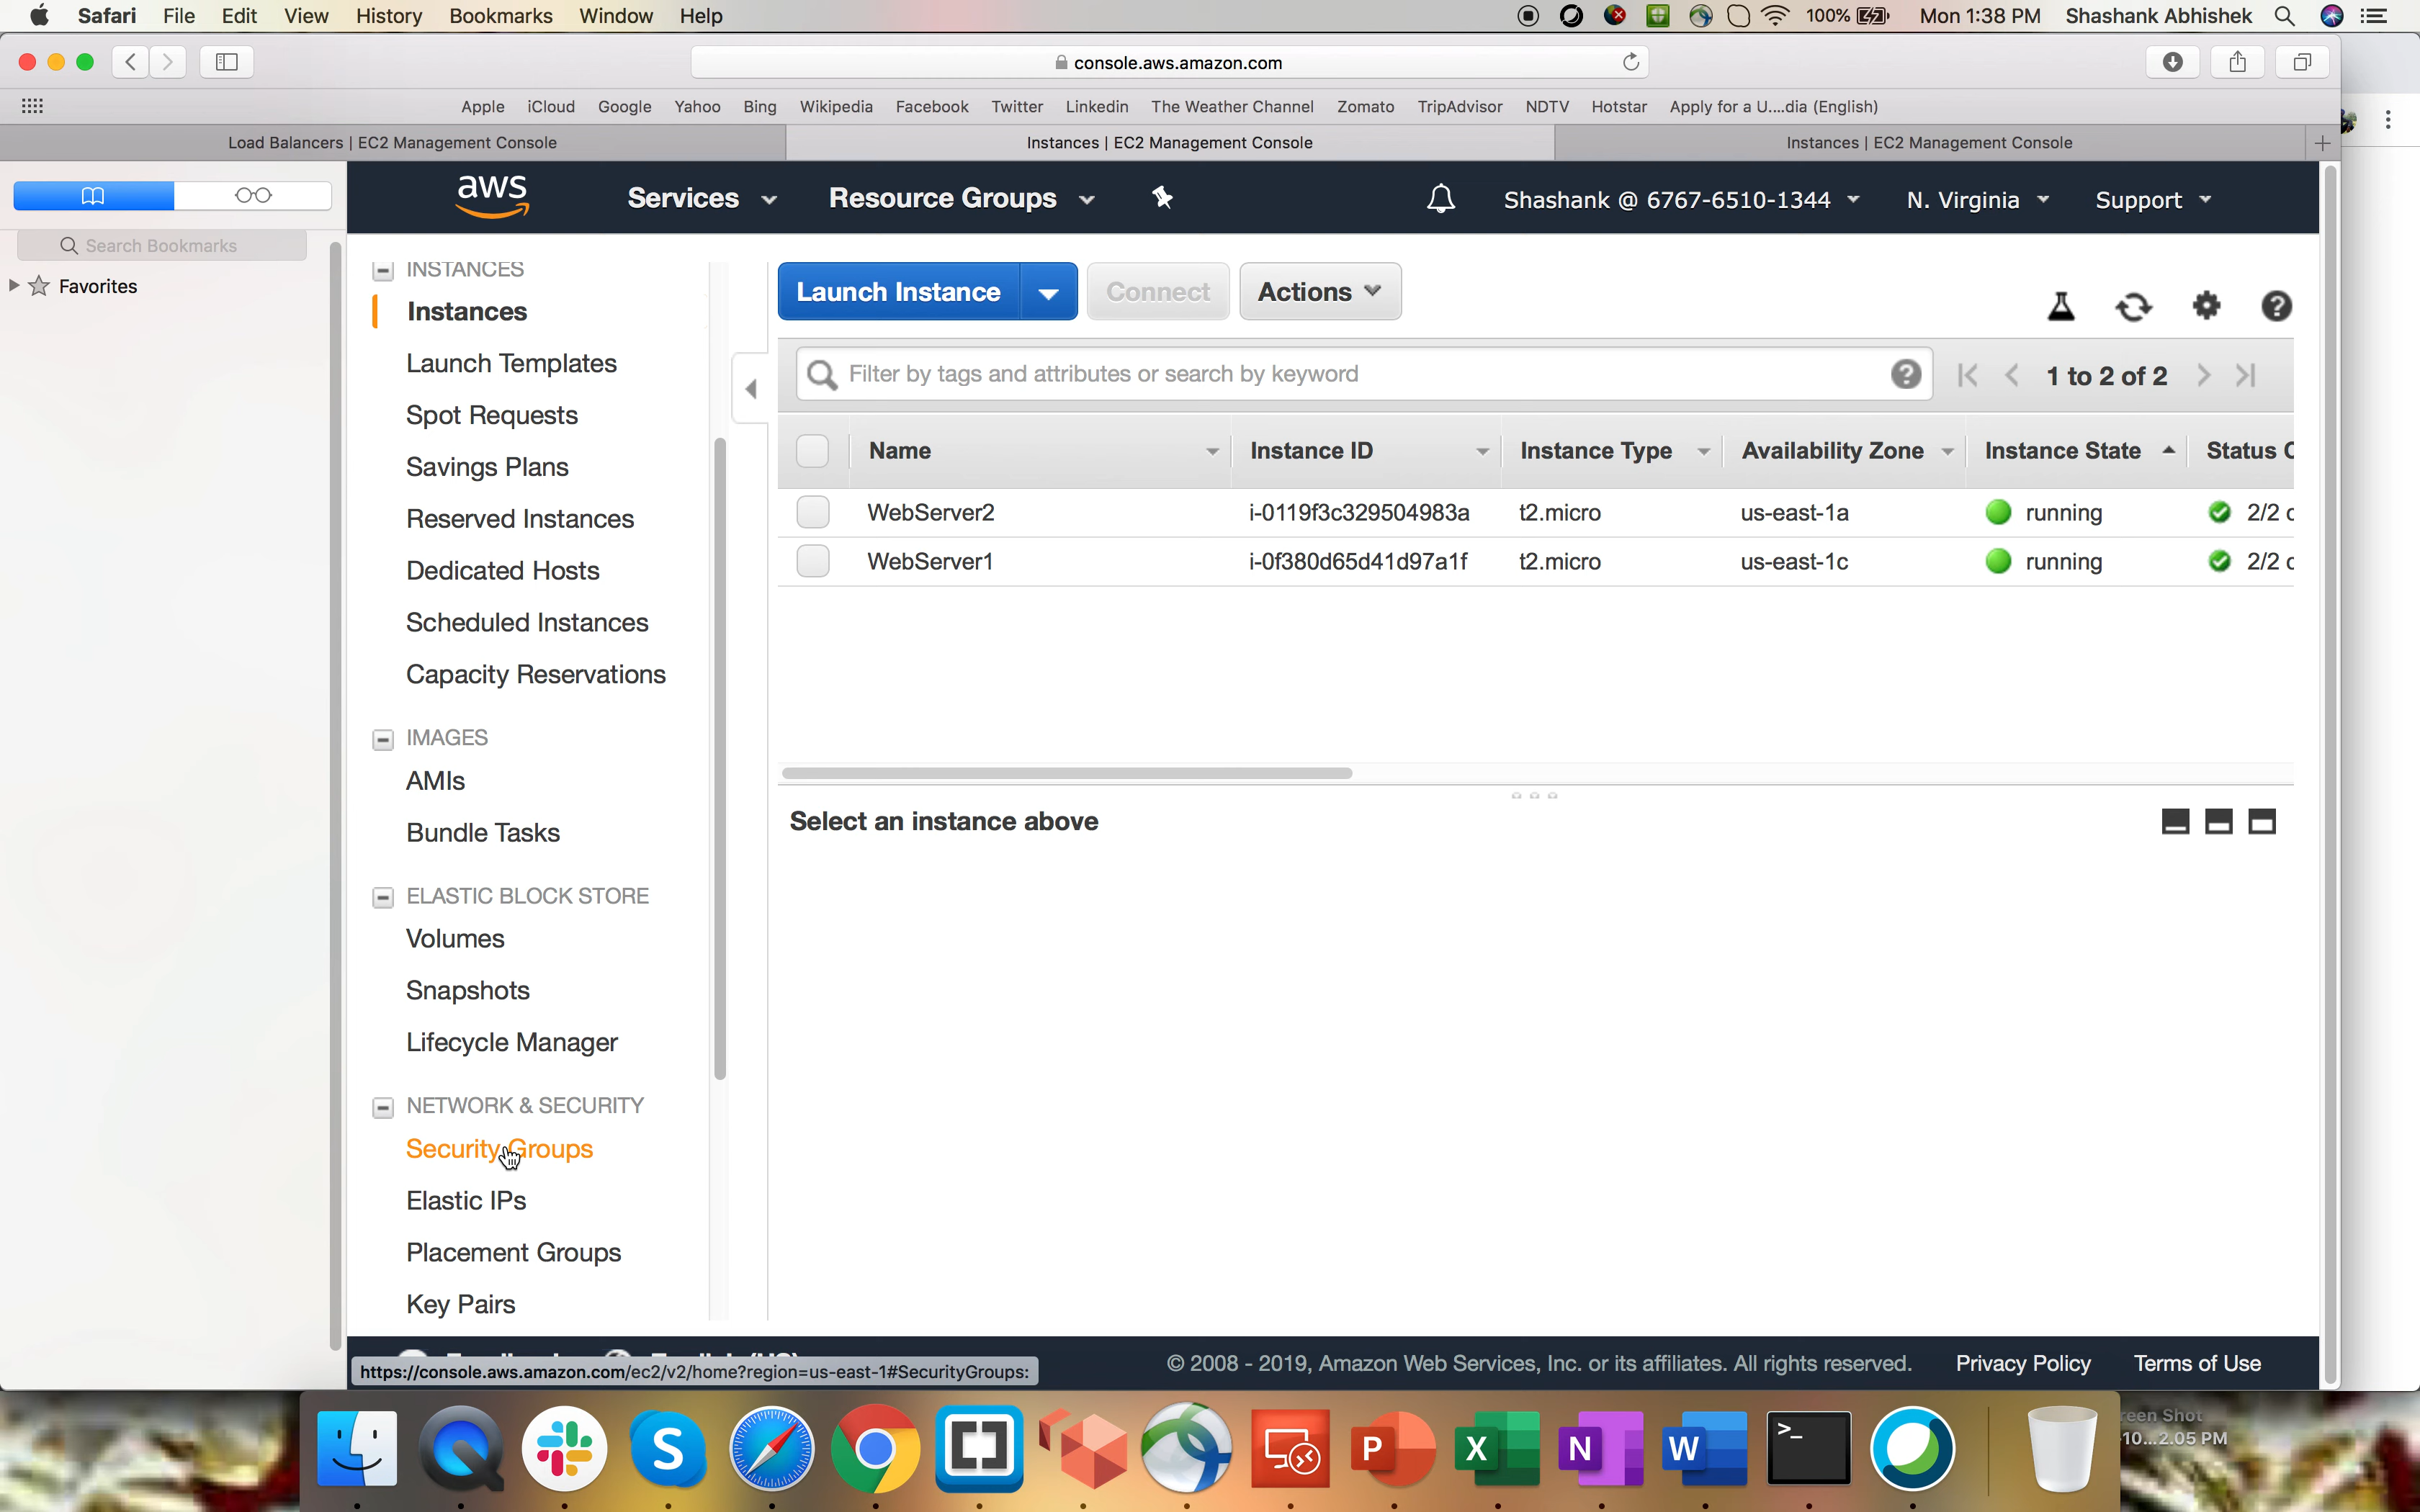 Safari File Edit View History Bookmarks Window Help 100% Mon 1:38 PM Shashank Abhishek
console.aws.amazon.com
Apple iCloud Google Yahoo Bing Wikipedia Facebook Twitter Linkedin The Weather Channel Zomato TripAdvisor NDTV Hotstar Apply for a U....dia (English)
Load Balancers | EC2 Management Console
Instances | EC2 Management Console
Instances | EC2 Management Console
Search Bookmarks
Favorites
aws Services Resource Groups Shashank @ 6767-6510-1344 N. Virginia Support
INSTANCES
Instances
Launch Templates
Spot Requests
Savings Plans
Reserved Instances
Dedicated Hosts
Scheduled Instances
Capacity Reservations
IMAGES
AMIs
Bundle Tasks
ELASTIC BLOCK STORE
Volumes
Snapshots
Lifecycle Manager
NETWORK & SECURITY
Security Groups
Elastic IPs
Placement Groups
Key Pairs
Launch Instance Connect Actions
Filter by tags and attributes or search by keyword
1 to 2 of 2
Name Instance ID Instance Type Availability Zone Instance State Status C
WebServer2 i-0119f3c329504983a t2.micro us-east-1a running 2/2 c
WebServer1 i-0f380d65d41d97a1f t2.micro us-east-1c running 2/2 c
Select an instance above
https://console.aws.amazon.com/ec2/v2/home?region=us-east-1#SecurityGroups:
© 2008 - 2019, Amazon Web Services, Inc. or its affiliates. All rights reserved. Privacy Policy Terms of Use
reen Shot
-10...2.05 PM